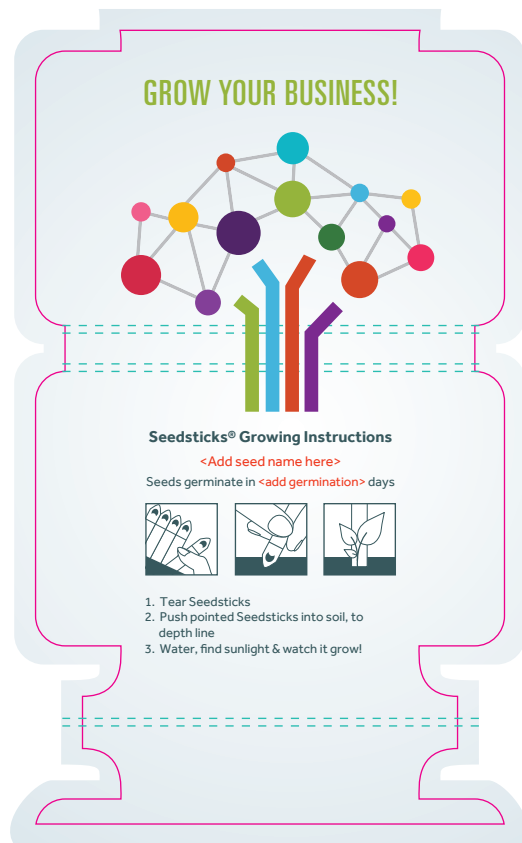 GROW YOUR BUSINESS!
Seedsticks® Growing Instructions
<Add seed name here>
Seeds germinate in <add germination> days
1. Tear Seedsticks
2. Push pointed Seedsticks into soil, to
depth line
3. Water, find sunlight & watch it grow!